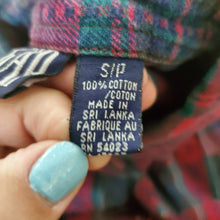 S/P
100% COTTON
/COTON
MADE IN
SRI LANKA
FABRIQUE AU
SRI LANKA
RN 54023